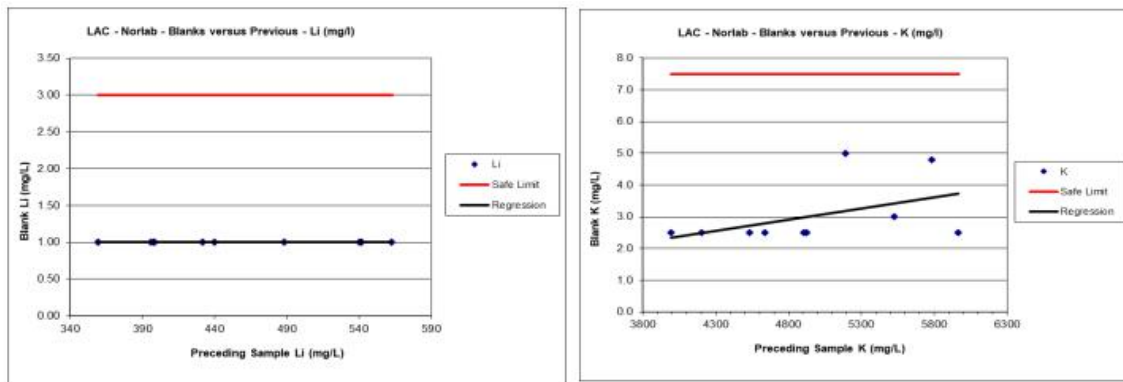 LAC - Norlab - Blanks versus Previous - Li (mg/l)
3.50
3.00
2.50
2.00
1.50
1.00
0.50
0.00
Blank Li (mg/L)
340 390 440 490 540 590
Preceding Sample Li (mg/L)
Li
Safe Limit
Regression
LAC - Norlab - Blanks versus Previous - K (mg/l)
8.0
7.0
6.0
5.0
4.0
3.0
2.0
1.0
0.0
Blank K (mg/L)
3800 4300 4800 5300 5800 6300
Preceding Sample K (mg/L)
K
Safe Limit
Regression